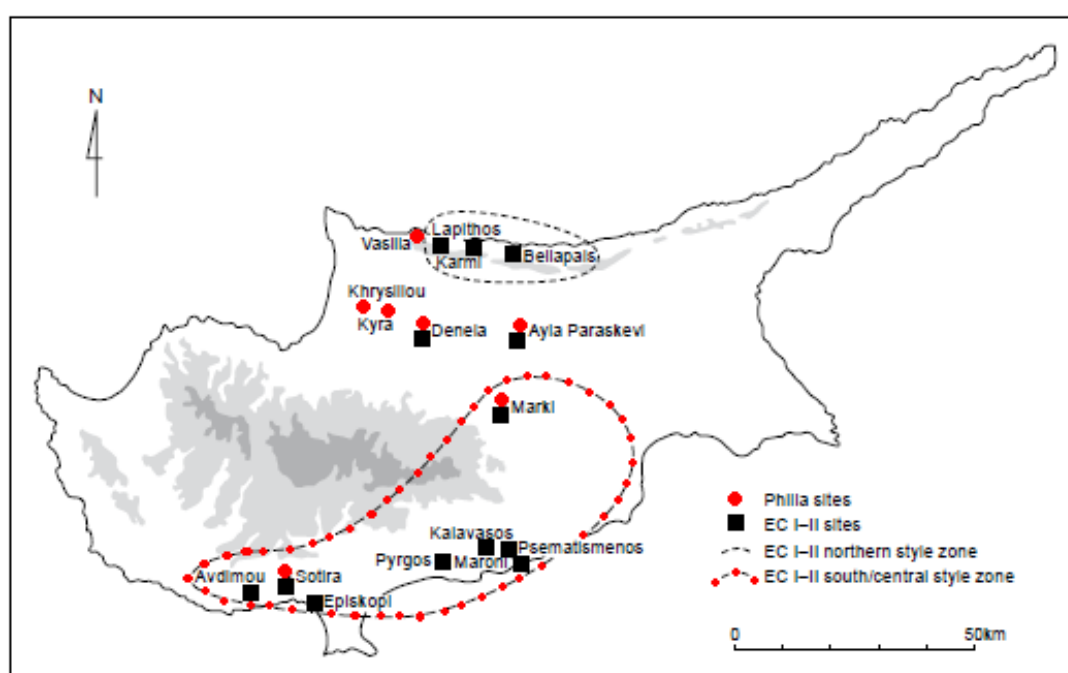 N
Vasilia
Lapithos
Karmi
Bellapais
Khrysiliou
Kyra
Deneia
Ayia Paraskevi
Marki
Kalavasos
Psematismenos
Pyrgos
Maroni
Avdimou
Sotira
Episkopi
Philia sites
EC I–II sites
EC I–II northern style zone
EC I–II south/central style zone
0
50km